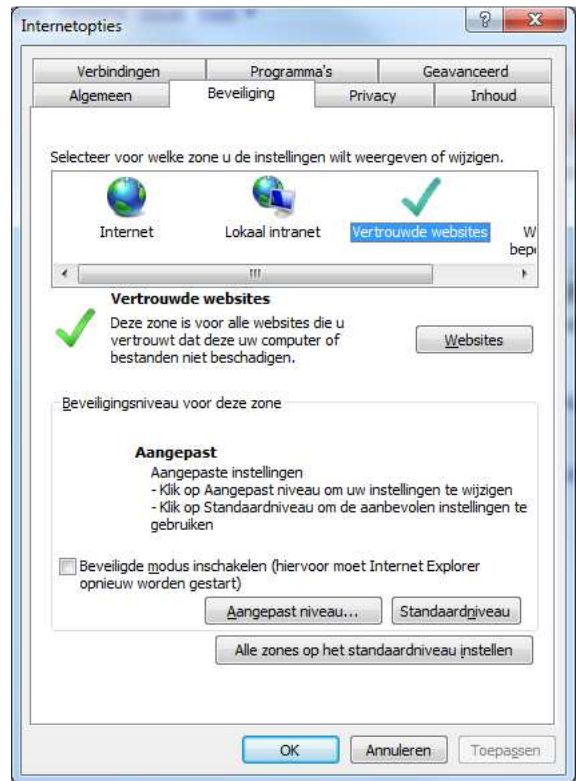 Internetopties
Verbindingen Programma's Geavanceerd
Algemeen Beveiliging Privacy Inhoud
Selecteer voor welke zone u de instellingen wilt weergeven of wijzigen.
Internet Lokaal intranet Vertrouwde websites W
bep
Vertrouwde websites
Deze zone is voor alle websites die u
vertrouwt dat deze uw computer of
bestanden niet beschadigen.
Websites
Beveiligingsniveau voor deze zone
Aangepast
Aangepaste instellingen
- Klik op Aangepast niveau om uw instellingen te wijzigen
- Klik op Standaardniveau om de aanbevolen instellingen te
gebruiken
Beveiligde modus inschakelen (hiervoor moet Internet Explorer
opnieuw worden gestart)
Aangepast niveau... Standaardniveau
Alle zones op het standaardniveau instellen
OK Annuleren Toepassen